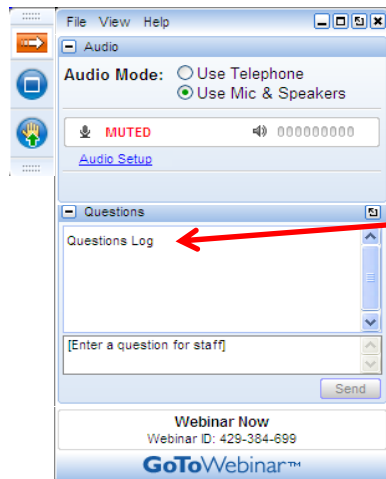 File View Help
Audio
Audio Mode: Use Telephone
Use Mic & Speakers
MUTED 000000000
Audio Setup
Questions
Questions Log
[Enter a question for staff]
Send
Webinar Now
Webinar ID: 429-384-699
GoToWebinar™